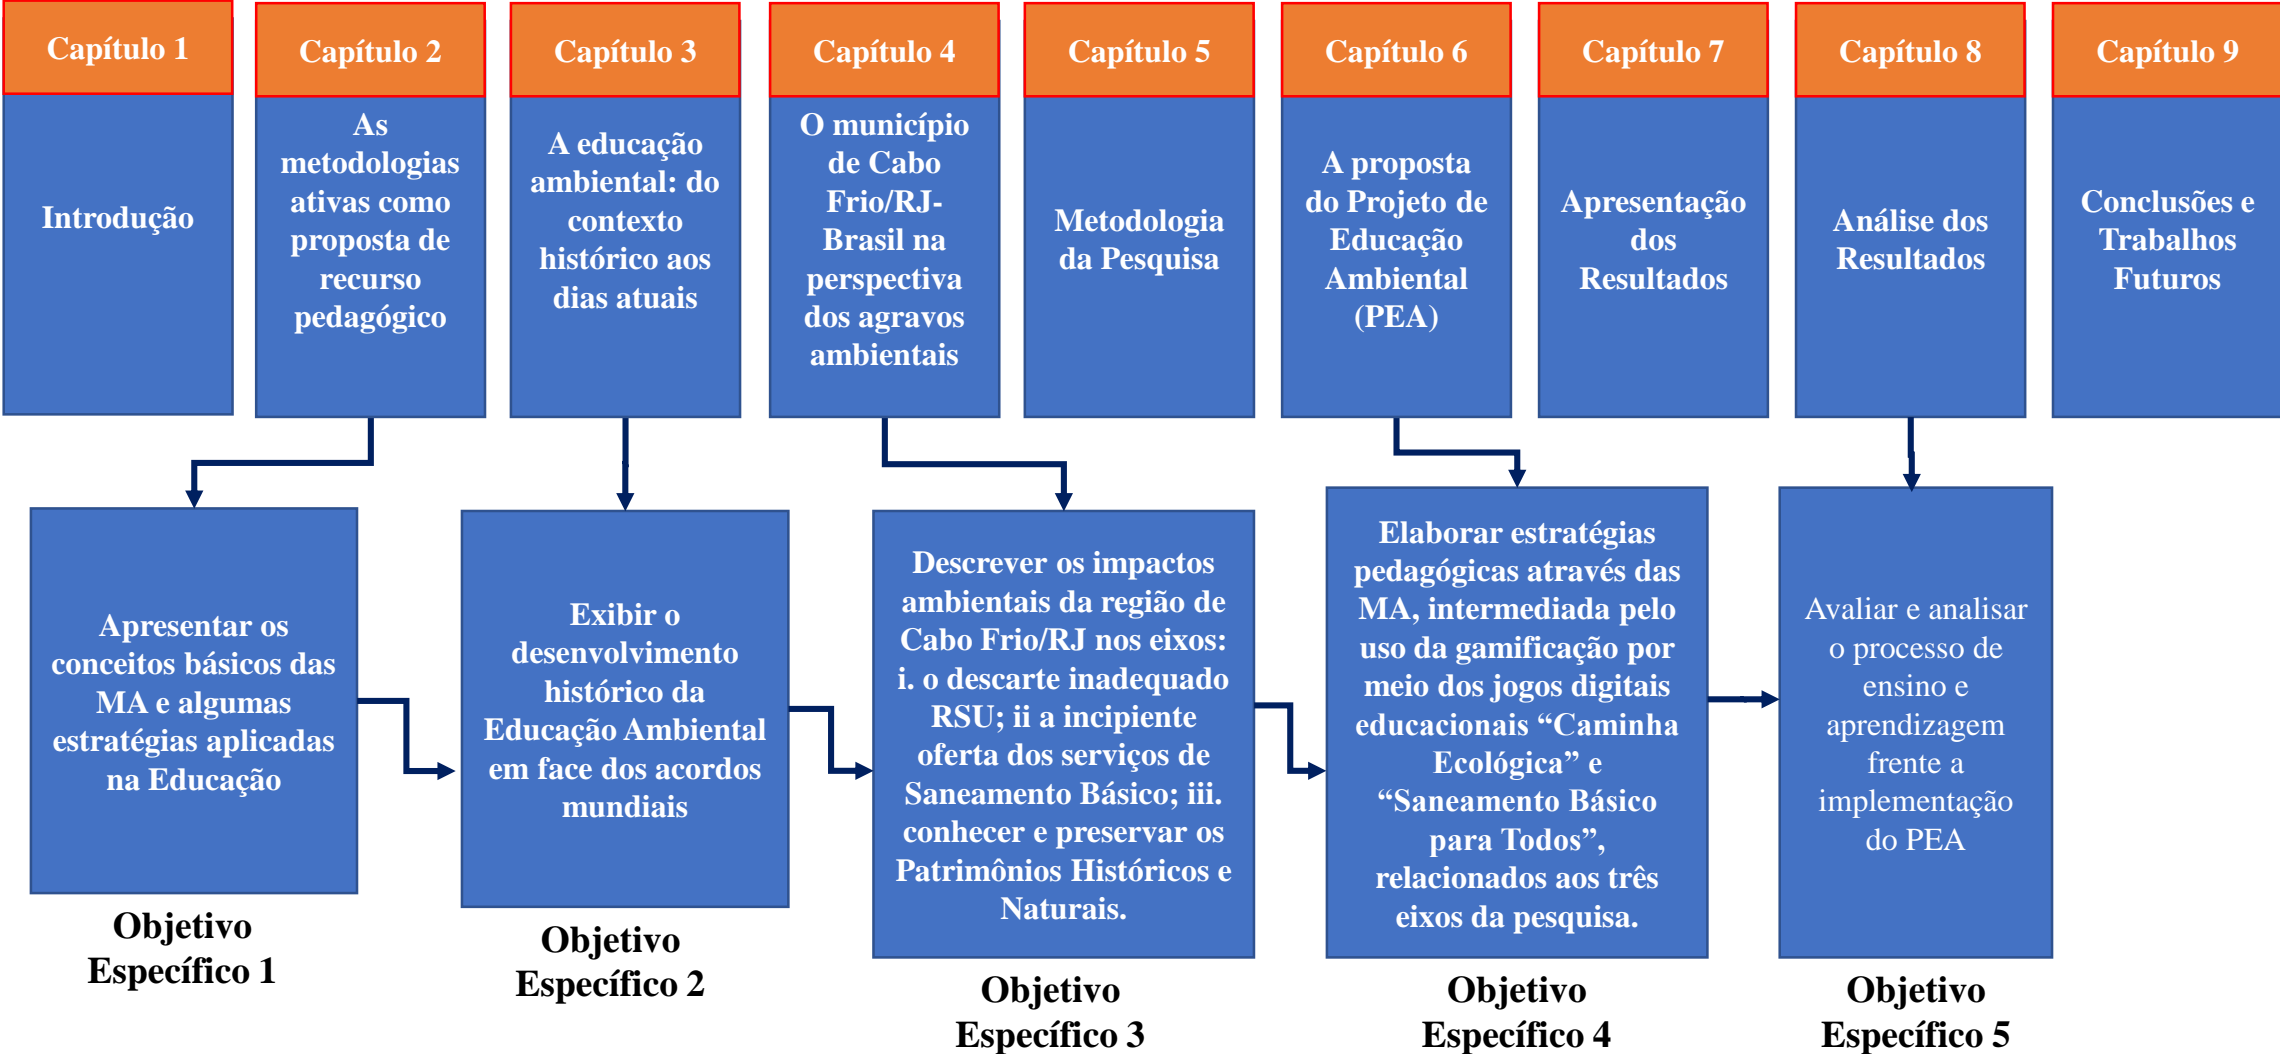 Capítulo 1
Introdução
Capítulo 2
As
metodologias
ativas como
proposta de
recurso
pedagógico
Capítulo 3
A educação
ambiental: do
contexto
histórico aos
dias atuais
Capítulo 4
O município
de Cabo
Frio/RJ-
Brasil na
perspectiva
dos agravos
ambientais
Capítulo 5
Metodologia
da Pesquisa
Capítulo 6
A proposta
do Projeto de
Educação
Ambiental
(PEA)
Capítulo 7
Apresentação
dos
Resultados
Capítulo 8
Análise dos
Resultados
Capítulo 9
Conclusões e
Trabalhos
Futuros
Apresentar os
conceitos básicos das
MA e algumas
estratégias aplicadas
na Educação
Objetivo
Específico 1
Exibir o
desenvolvimento
histórico da
Educação Ambiental
em face dos acordos
mundiais
Objetivo
Específico 2
Descrever os impactos
ambientais da região de
Cabo Frio/RJ nos eixos:
i. o descarte inadequado
RSU; ii a incipiente
oferta dos serviços de
Saneamento Básico; iii.
conhecer e preservar os
Patrimônios Históricos e
Naturais.
Objetivo
Específico 3
Elaborar estratégias
pedagógicas através das
MA, intermediada pelo
uso da gamificação por
meio dos jogos digitais
educacionais “Caminha
Ecológica” e
“Saneamento Básico
para Todos”,
relacionados aos três
eixos da pesquisa.
Objetivo
Específico 4
Avaliar e analisar
o processo de
ensino e
aprendizagem
frente a
implementação
do PEA
Objetivo
Específico 5